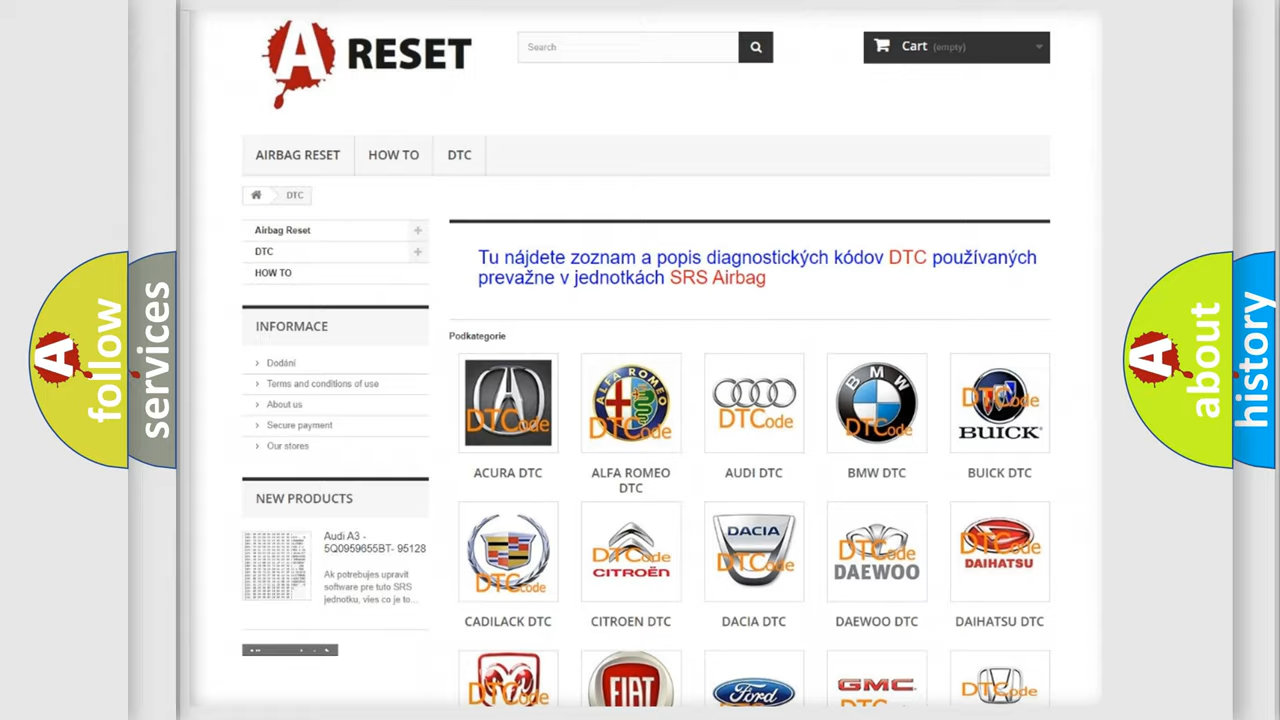 A RESET
Search
Cart (empty)
AIRBAG RESET
HOW TO
DTC
DTC
Airbag Reset
DTC
HOW TO
INFORMACE
Dodání
Terms and conditions of use
About us
Secure payment
Our stores
NEW PRODUCTS
Audi A3 -
5Q0959655BT- 95128
Ak potrebujes upravit
software pre tuto SRS
jednotku, vies co je to...
Tu nájdete zoznam a popis diagnostických kódov DTC používaných
prevažne v jednotkách SRS Airbag
Podkategorie
DTCode
ALFA ROMEO
DTCode
DTCode
BMW
DTCode
DTCode
BUICK
ACURA DTC
ALFA ROMEO
DTC
AUDI DTC
BMW DTC
BUICK DTC
DTCode
DTCode
CITROËN
DACIA
DTCode
DTCode
DAEWOO
DTCode
DAIHATSU
CADILACK DTC
CITROEN DTC
DACIA DTC
DAEWOO DTC
DAIHATSU DTC
DTCode
FIAT
Ford
GMC
DTCode
A follow
services
A about
history